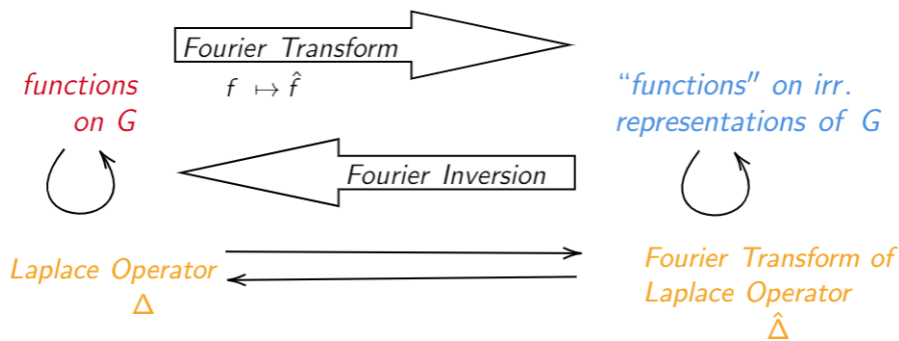 Fourier Transform
f ↦ f̂
functions
on G
“functions” on irr.
representations of G
Fourier Inversion
Laplace Operator
Δ
Fourier Transform of
Laplace Operator
Δ̂